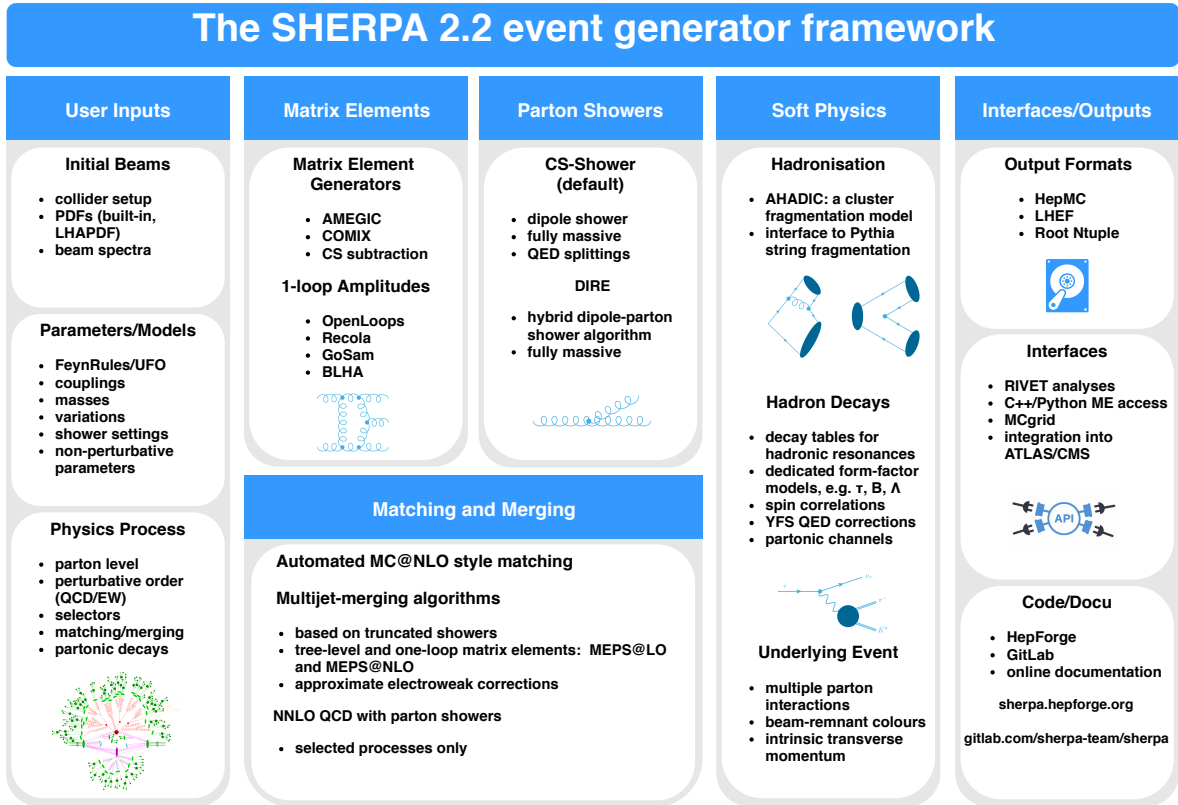 The SHERPA 2.2 event generator framework
User Inputs
Initial Beams
• collider setup
• PDFs (built-in,
LHAPDF)
• beam spectra
Parameters/Models
• FeynRules/UFO
• couplings
• masses
• variations
• shower settings
• non-perturbative
parameters
Physics Process
• parton level
• perturbative order
(QCD/EW)
• selectors
• matching/merging
• partonic decays
Matrix Elements
Matrix Element
Generators
• AMEGIC
• COMIX
• CS subtraction
1-loop Amplitudes
• OpenLoops
• Recola
• GoSam
• BLHA
Parton Showers
CS-Shower
(default)
• dipole shower
• fully massive
• QED splittings
DIRE
• hybrid dipole-parton
shower algorithm
• fully massive
Matching and Merging
Automated MC@NLO style matching
Multijet-merging algorithms
• based on truncated showers
• tree-level and one-loop matrix elements: MEPS@LO
and MEPS@NLO
• approximate electroweak corrections
NNLO QCD with parton showers
• selected processes only
Soft Physics
Hadronisation
• AHADIC: a cluster
fragmentation model
• interface to Pythia
string fragmentation
Hadron Decays
• decay tables for
hadronic resonances
• dedicated form-factor
models, e.g. τ, B, Λ
• spin correlations
• YFS QED corrections
• partonic channels
Underlying Event
• multiple parton
interactions
• beam-remnant colours
• intrinsic transverse
momentum
Interfaces/Outputs
Output Formats
• HepMC
• LHEF
• Root Ntuple
Interfaces
• RIVET analyses
• C++/Python ME access
• MCgrid
• integration into
ATLAS/CMS
API
Code/Docu
• HepForge
• GitLab
• online documentation
sherpa.hepforge.org
gitlab.com/sherpa-team/sherpa